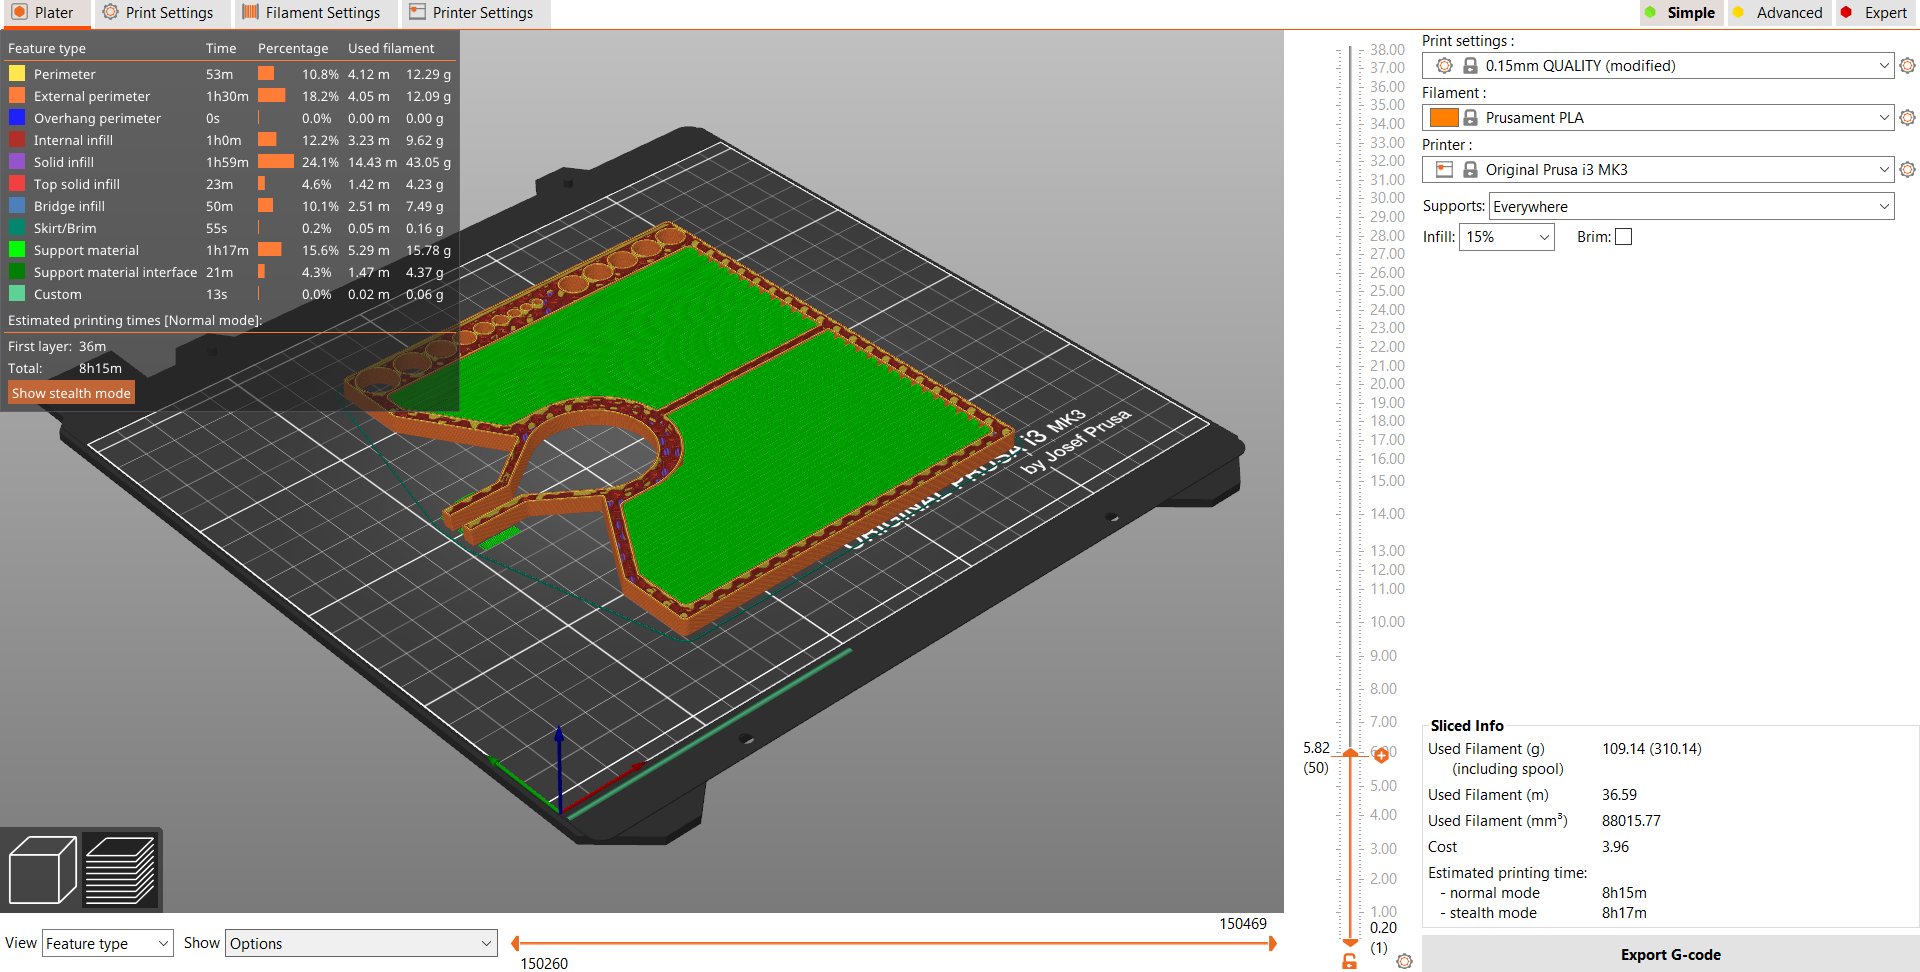 Plater Print Settings Filament Settings Printer Settings Simple Advanced Expert
Feature type Time Percentage Used filament
Perimeter 53m 10.8% 4.12 m 12.29 g
External perimeter 1h30m 18.2% 4.05 m 12.09 g
Overhang perimeter 0s 0.0% 0.00 m 0.00 g
Internal infill 1h0m 12.2% 3.23 m 9.62 g
Solid infill 1h59m 24.1% 14.43 m 43.05 g
Top solid infill 23m 4.6% 1.42 m 4.23 g
Bridge infill 50m 10.1% 2.51 m 7.49 g
Skirt/Brim 55s 0.2% 0.05 m 0.16 g
Support material 1h17m 15.6% 5.29 m 15.78 g
Support material interface 21m 4.3% 1.47 m 4.37 g
Custom 13s 0.0% 0.02 m 0.06 g
Estimated printing times [Normal mode]:
First layer: 36m
Total: 8h15m
Show stealth mode
ORIGINAL PRUSA i3 MK3
by Josef Prusa
38.00
37.00
36.00
35.00
34.00
33.00
32.00
31.00
30.00
29.00
28.00
27.00
26.00
25.00
24.00
23.00
22.00
21.00
20.00
19.00
18.00
17.00
16.00
15.00
14.00
13.00
12.00
11.00
10.00
9.00
8.00
7.00
6.00
5.00
4.00
3.00
2.00
1.00
5.82
(50)
0.20
(1)
Print settings :
0.15mm QUALITY (modified)
Filament :
Prusament PLA
Printer :
Original Prusa i3 MK3
Supports: Everywhere
Infill: 15% Brim:
Sliced Info
Used Filament (g) 109.14 (310.14)
(including spool)
Used Filament (m) 36.59
Used Filament (mm³) 88015.77
Cost 3.96
Estimated printing time:
- normal mode 8h15m
- stealth mode 8h17m
Export G-code
View Feature type Show Options
150469
150260